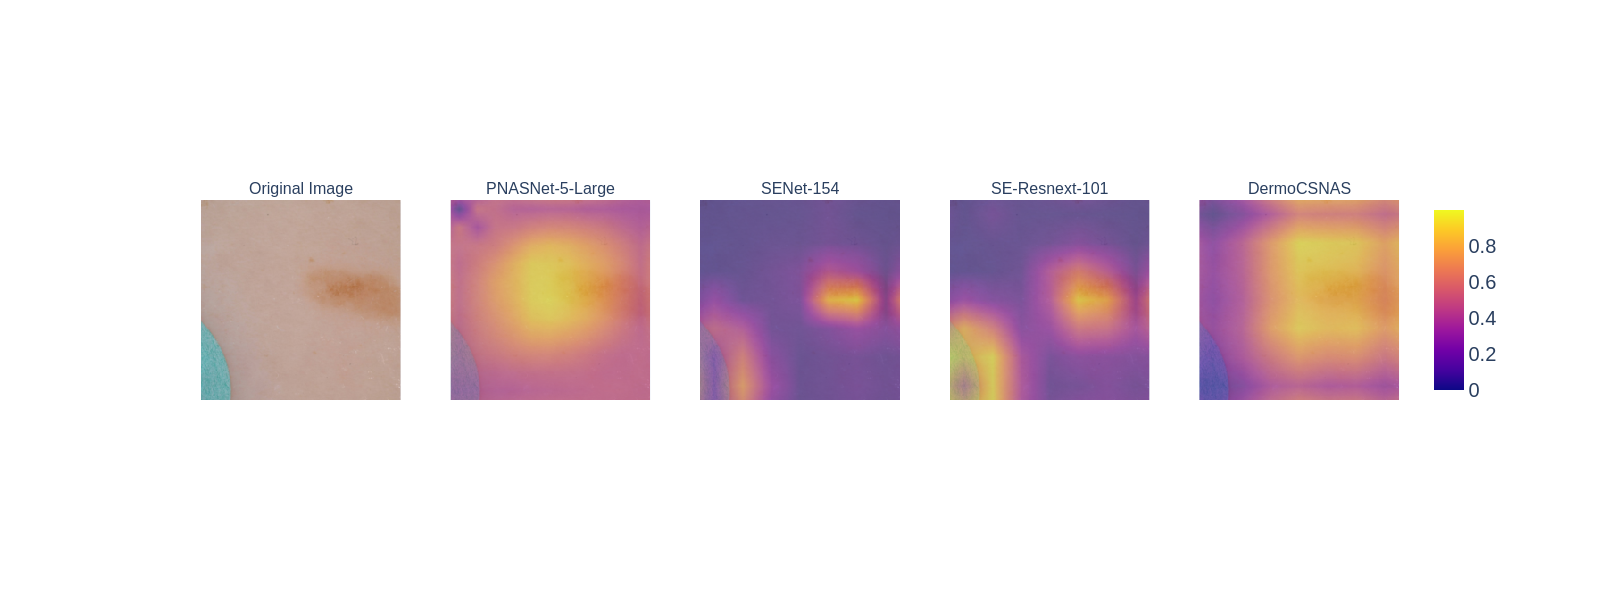 Original Image
PNASNet-5-Large
SENet-154
SE-Resnext-101
DermoCSNAS
0.8
0.6
0.4
0.2
0